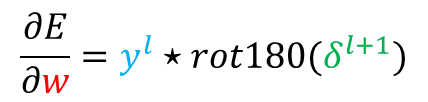 ∂E/∂w = y^l ⋆ rot180(δ^{l+1})